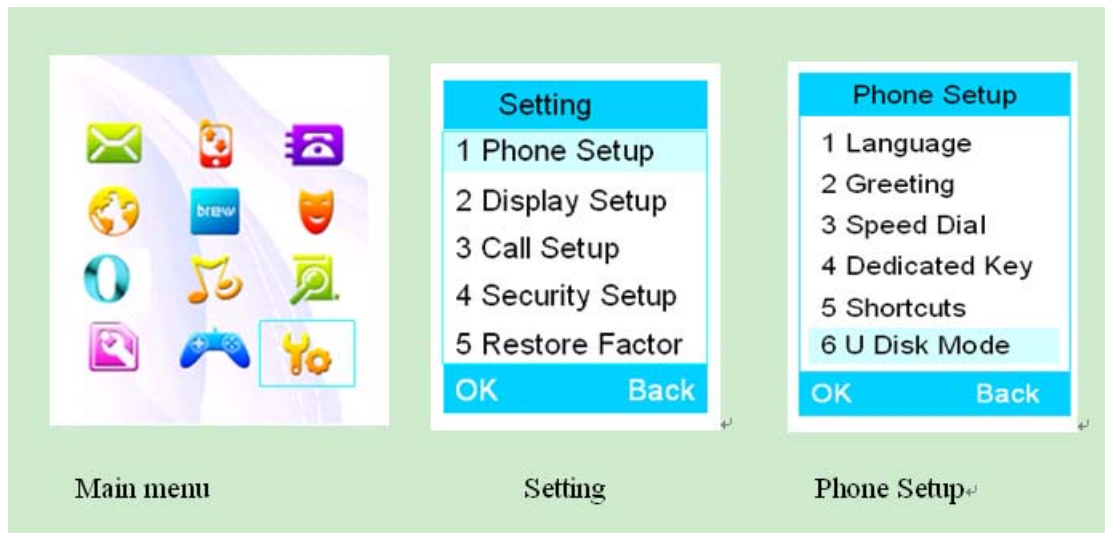 brew
Main menu
Setting
1 Phone Setup
2 Display Setup
3 Call Setup
4 Security Setup
5 Restore Factor
OK Back
Setting
Phone Setup
1 Language
2 Greeting
3 Speed Dial
4 Dedicated Key
5 Shortcuts
6 U Disk Mode
OK Back
Phone Setup